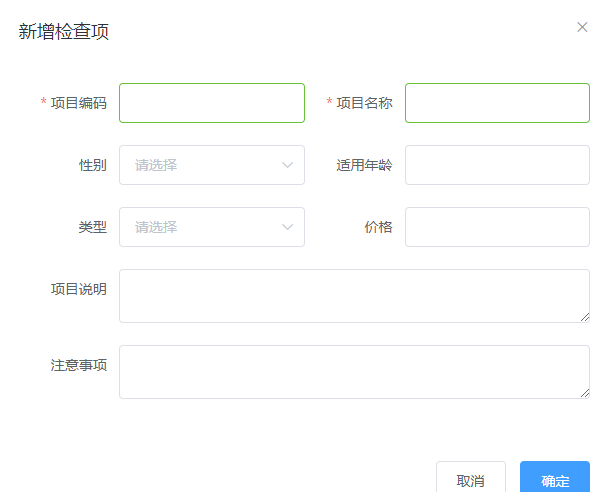 新增检查项
* 项目编码
* 项目名称
性别 请选择
适用年龄
类型 请选择
价格
项目说明
注意事项
取消
确定